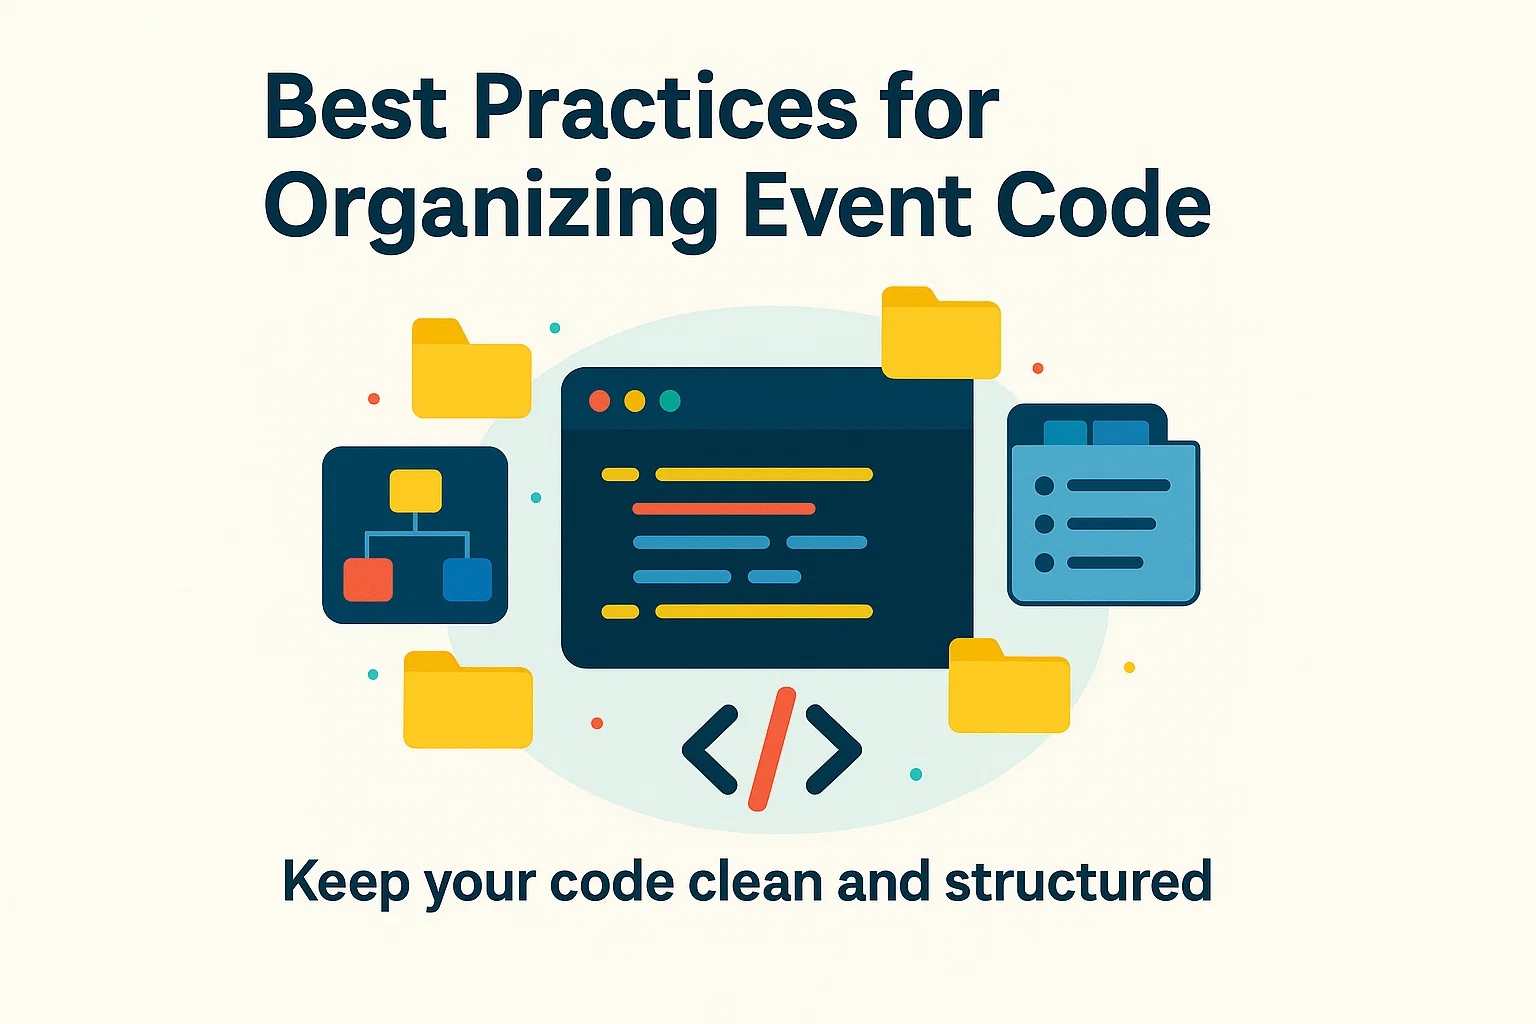 Best Practices for
Organizing Event Code
</>
Keep your code clean and structured